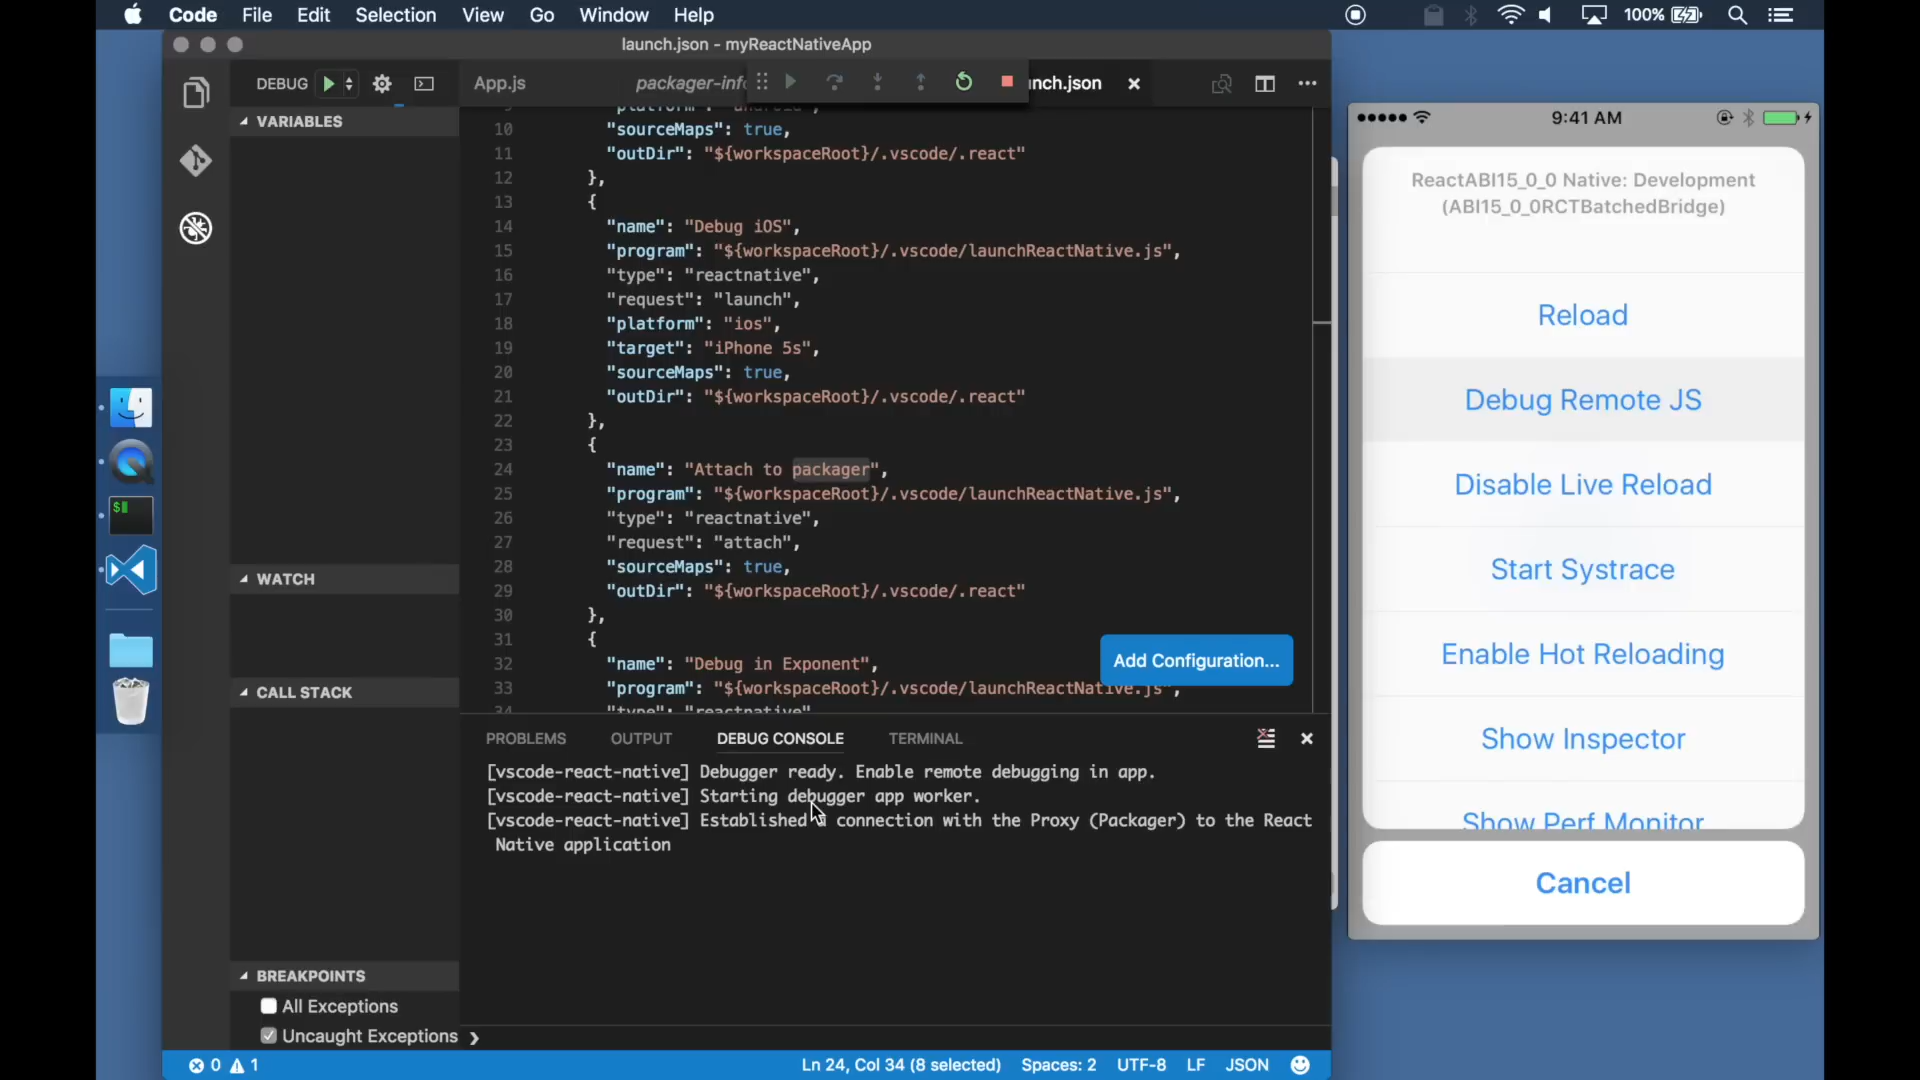 Code File Edit Selection View Go Window Help 100%
launch.json - myReactNativeApp
DEBUG
App.js
packager-info
nch.json
VARIABLES
WATCH
CALL STACK
BREAKPOINTS
All Exceptions
Uncaught Exceptions
10 "sourceMaps": true,
11 "outDir": "${workspaceRoot}/.vscode/.react"
12 },
13 {
14 "name": "Debug iOS",
15 "program": "${workspaceRoot}/.vscode/launchReactNative.js",
16 "type": "reactnative",
17 "request": "launch",
18 "platform": "ios",
19 "target": "iPhone 5s",
20 "sourceMaps": true,
21 "outDir": "${workspaceRoot}/.vscode/.react"
22 },
23 {
24 "name": "Attach to packager",
25 "program": "${workspaceRoot}/.vscode/launchReactNative.js",
26 "type": "reactnative",
27 "request": "attach",
28 "sourceMaps": true,
29 "outDir": "${workspaceRoot}/.vscode/.react"
30 },
31 {
32 "name": "Debug in Exponent",
33 "program": "${workspaceRoot}/.vscode/launchReactNative.js",
34 "type": "reactnative"
Add Configuration...
PROBLEMS OUTPUT DEBUG CONSOLE TERMINAL
[vscode-react-native] Debugger ready. Enable remote debugging in app.
[vscode-react-native] Starting debugger app worker.
[vscode-react-native] Established a connection with the Proxy (Packager) to the React
Native application
0 1 Ln 24, Col 34 (8 selected) Spaces: 2 UTF-8 LF JSON
9:41 AM
ReactABI15_0_0 Native: Development
(ABI15_0_0RCTBatchedBridge)
Reload
Debug Remote JS
Disable Live Reload
Start Systrace
Enable Hot Reloading
Show Inspector
Show Perf Monitor
Cancel